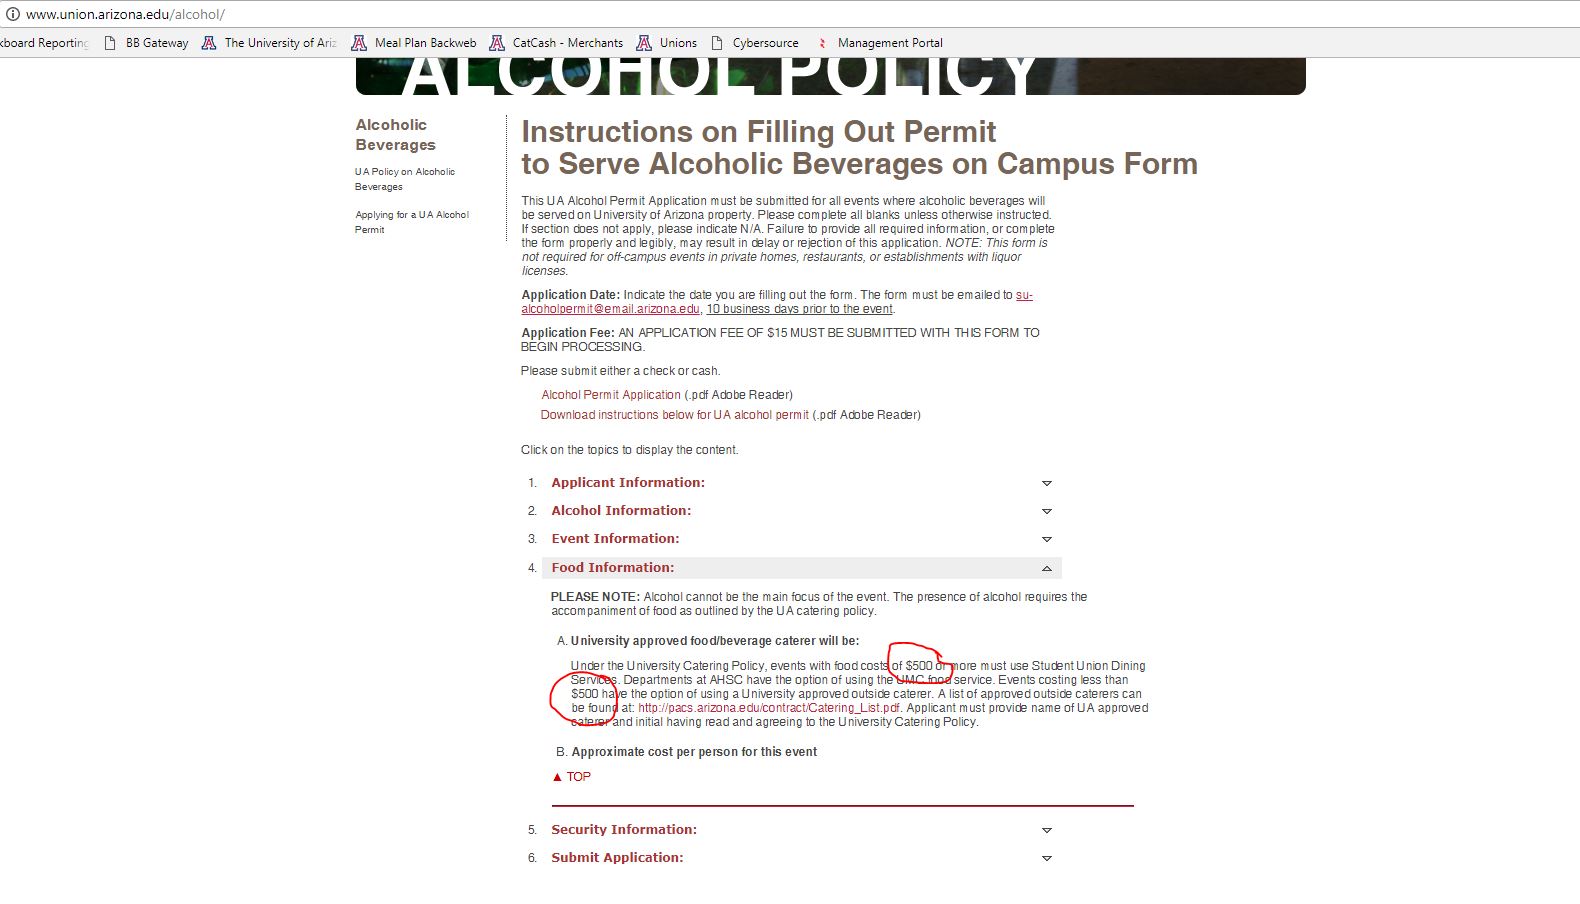 www.union.arizona.edu/alcohol/
kboard Reporting BB Gateway The University of Ariz Meal Plan Backweb CatCash - Merchants Unions Cybersource Management Portal
ALCOHOL POLICY
Alcoholic
Beverages
UA Policy on Alcoholic
Beverages
Applying for a UA Alcohol
Permit
Instructions on Filling Out Permit
to Serve Alcoholic Beverages on Campus Form
This UA Alcohol Permit Application must be submitted for all events where alcoholic beverages will
be served on University of Arizona property. Please complete all blanks unless otherwise instructed.
If section does not apply, please indicate N/A. Failure to provide all required information, or complete
the form properly and legibly, may result in delay or rejection of this application. NOTE: This form is
not required for off-campus events in private homes, restaurants, or establishments with liquor
licenses.
Application Date: Indicate the date you are filling out the form. The form must be emailed to su-
alcoholpermit@email.arizona.edu, 10 business days prior to the event.
Application Fee: AN APPLICATION FEE OF $15 MUST BE SUBMITTED WITH THIS FORM TO
BEGIN PROCESSING.
Please submit either a check or cash.
Alcohol Permit Application (.pdf Adobe Reader)
Download instructions below for UA alcohol permit (.pdf Adobe Reader)
Click on the topics to display the content.
1. Applicant Information:
2. Alcohol Information:
3. Event Information:
4. Food Information:
PLEASE NOTE: Alcohol cannot be the main focus of the event. The presence of alcohol requires the
accompaniment of food as outlined by the UA catering policy.
A. University approved food/beverage caterer will be:
Under the University Catering Policy, events with food costs of $500 or more must use Student Union Dining
Services. Departments at AHSC have the option of using the UMC food service. Events costing less than
$500 have the option of using a University approved outside caterer. A list of approved outside caterers can
be found at: http://pacs.arizona.edu/contract/Catering_List.pdf. Applicant must provide name of UA approved
caterer and initial having read and agreeing to the University Catering Policy.
B. Approximate cost per person for this event
▲ TOP
5. Security Information:
6. Submit Application: